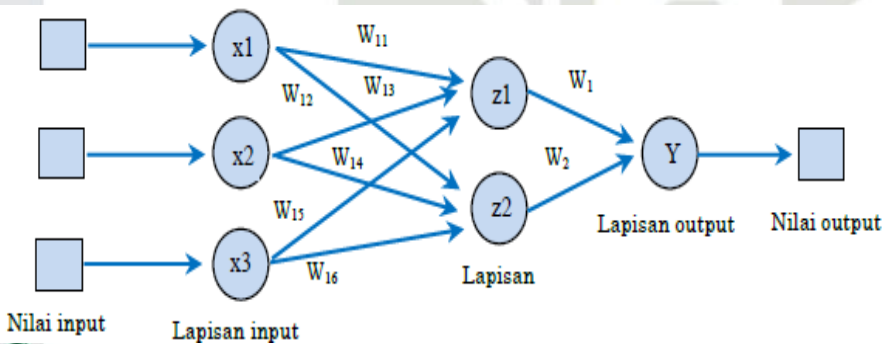 x1
x2
x3
W11
W12
W13
W14
W15
W16
z1
z2
W1
W2
Y
Nilai input
Lapisan input
Lapisan
Lapisan output
Nilai output